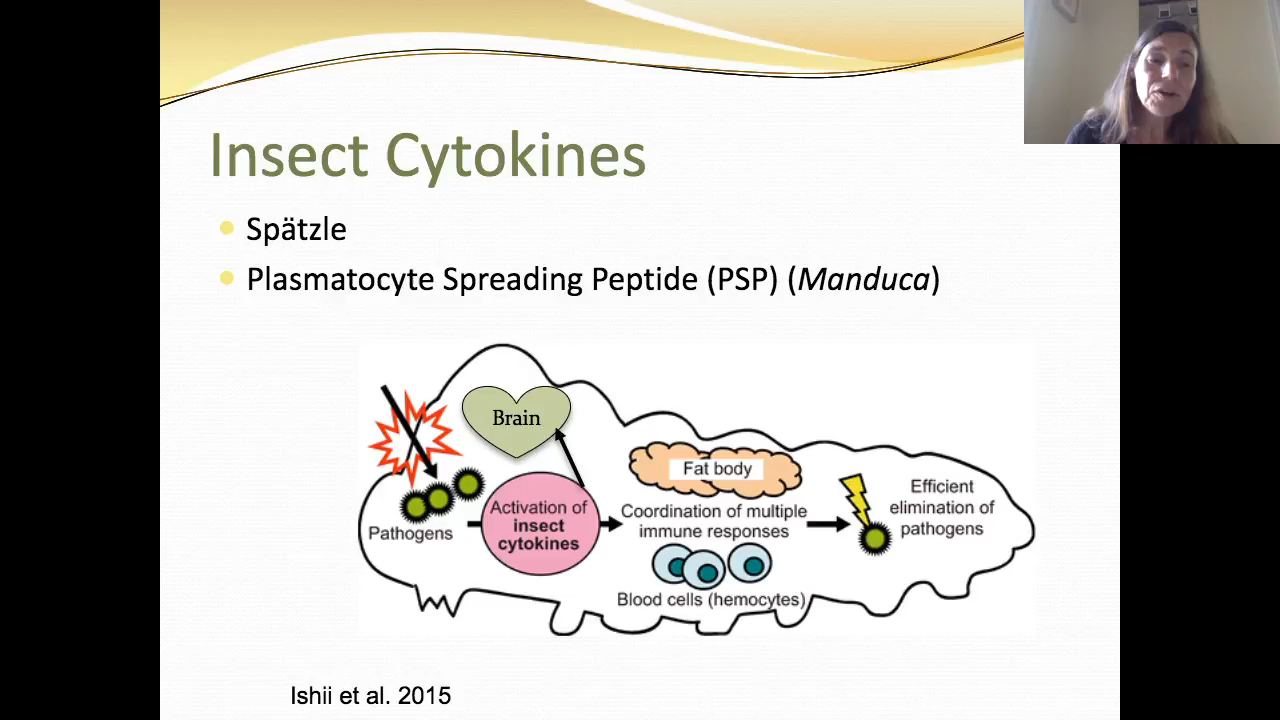 Insect Cytokines
Spätzle
Plasmatocyte Spreading Peptide (PSP) (Manduca)
Brain
Fat body
Pathogens
Activation of
insect
cytokines
Coordination of multiple
immune responses
Blood cells (hemocytes)
Efficient
elimination of
pathogens
Ishii et al. 2015